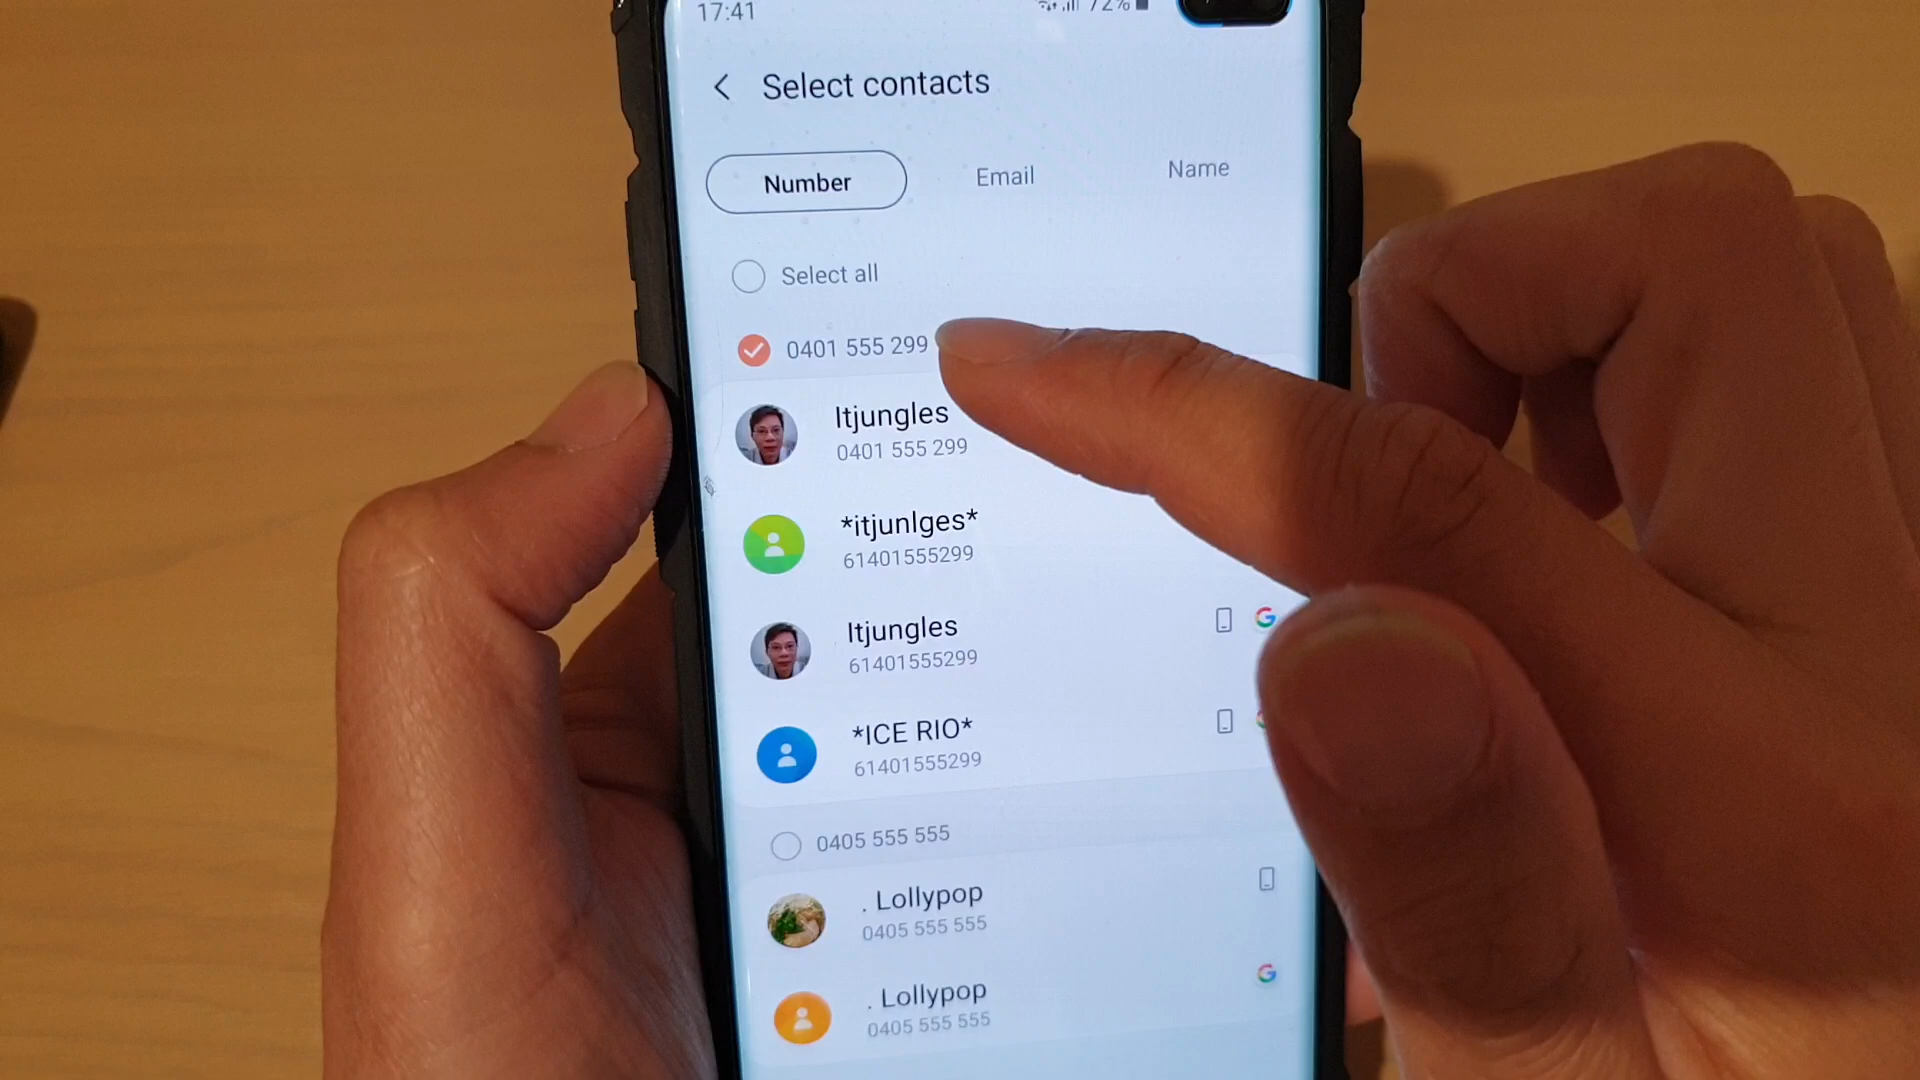 17:41
72%
Select contacts
Number
Email
Name
Select all
0401 555 299
Itjungles
0401 555 299
*itjunlges*
61401555299
Itjungles
61401555299
*ICE RIO*
61401555299
0405 555 555
. Lollypop
0405 555 555
. Lollypop
0405 555 555